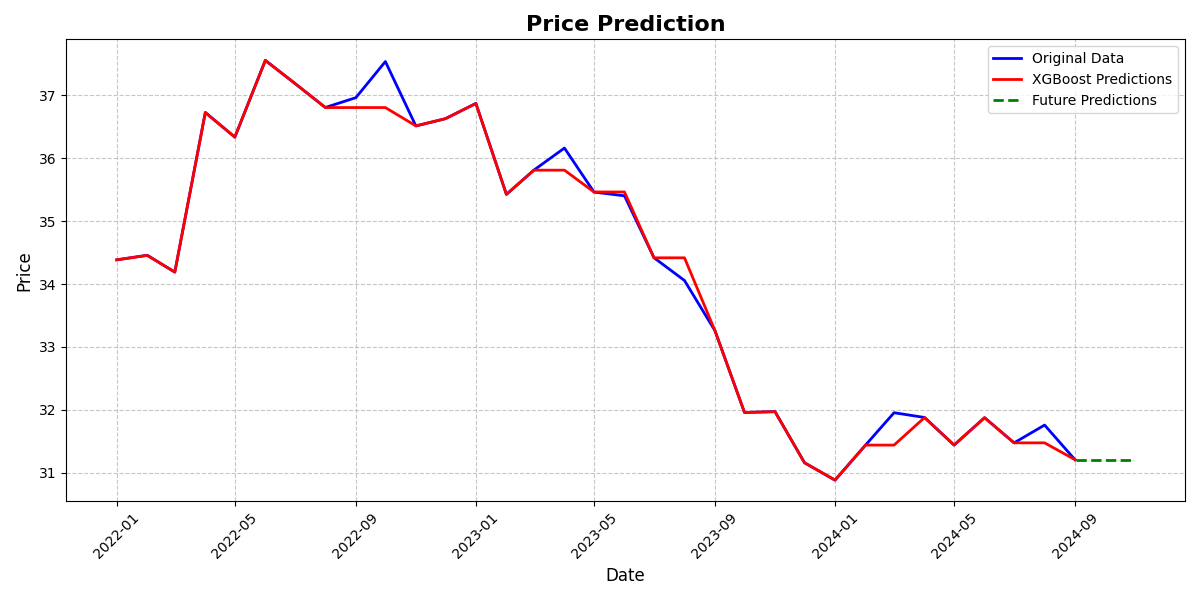 Price Prediction
Original Data
XGBoost Predictions
Future Predictions
Price
37
36
35
34
33
32
31
2022-01
2022-05
2022-09
2023-01
2023-05
2023-09
2024-01
2024-05
2024-09
Date